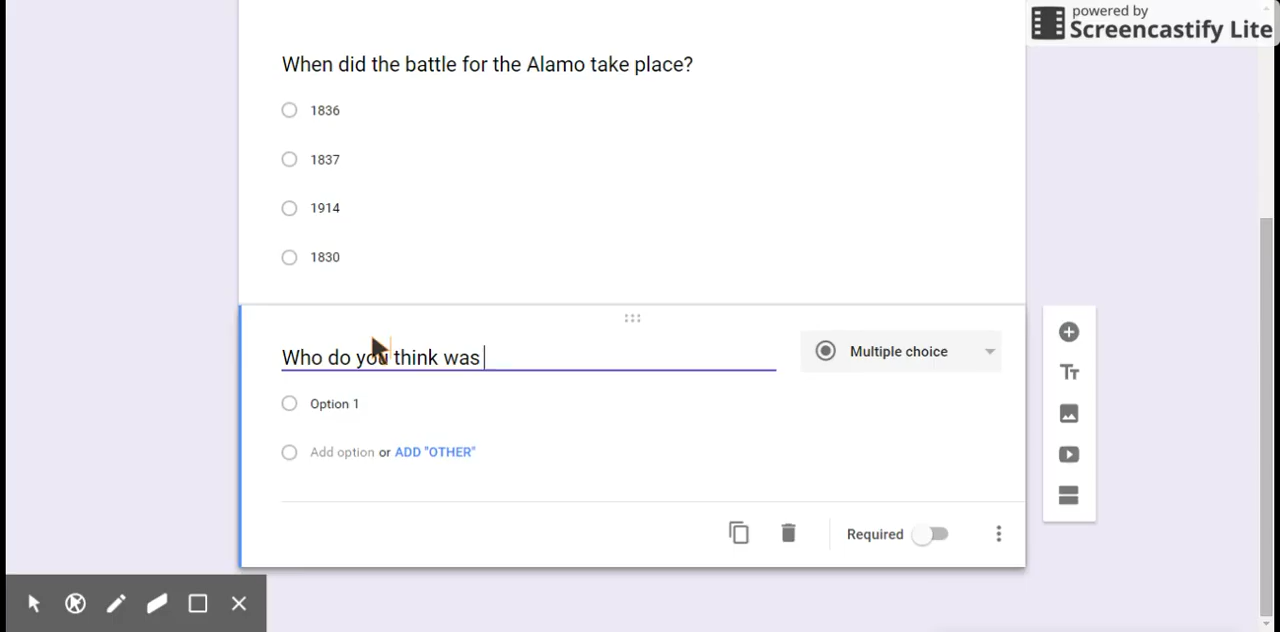 powered by
Screencastify Lite
When did the battle for the Alamo take place?
1836
1837
1914
1830
Who do you think was
Multiple choice
Option 1
Add option or ADD "OTHER"
Required